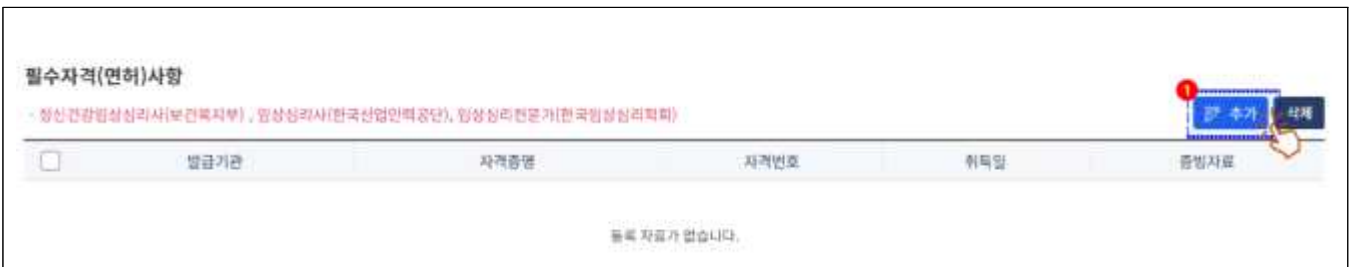 필수자격(면허)사항
- 정신건강임상심리사(보건복지부) , 임상심리사(한국산업인력공단), 임상심리전문가(한국임상심리학회)
1
추가 삭제
발급기관 자격증명 자격번호 취득일 증빙자료
등록 자료가 없습니다.